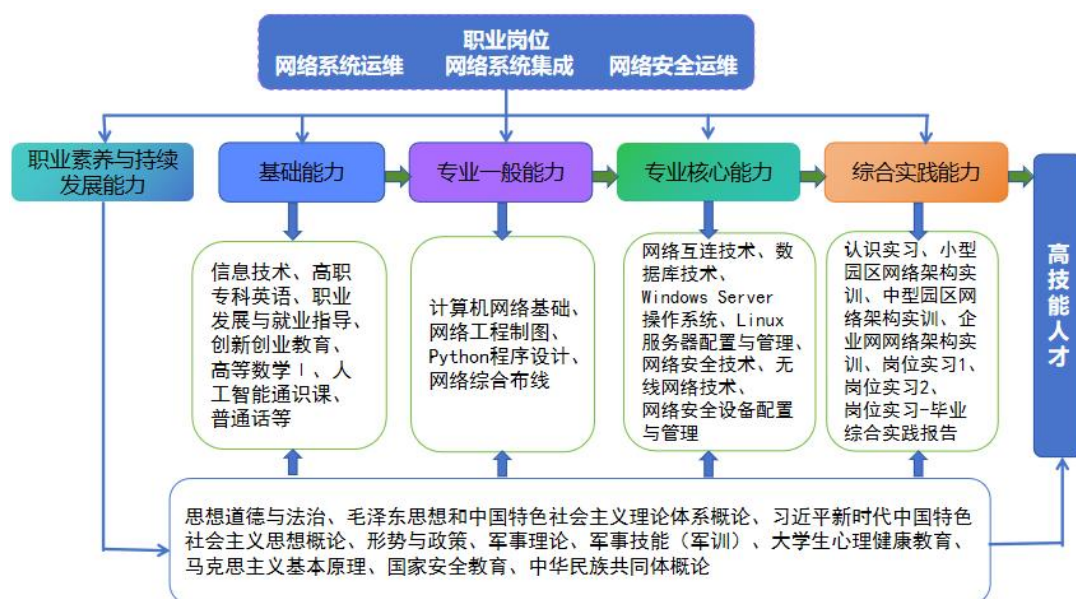 职业岗位
网络系统运维 网络系统集成 网络安全运维
职业素养与持续
发展能力
基础能力
专业一般能力
专业核心能力
综合实践能力
高技能人才
信息技术、高职
专科英语、职业
发展与就业指导、
创新创业教育、
高等数学Ⅰ、人
工智能通识课、
普通话等
计算机网络基础、
网络工程制图、
Python程序设计、
网络综合布线
网络互连技术、数
据库技术、
Windows Server
操作系统、Linux
服务器配置与管理、
网络安全技术、无
线网络技术、
网络安全设备配置
与管理
认识实习、小型
园区网络架构实
训、中型园区网
络架构实训、企
业网网络架构实
训、岗位实习1、
岗位实习2、
岗位实习-毕业
综合实践报告
思想道德与法治、毛泽东思想和中国特色社会主义理论体系概论、习近平新时代中国特色
社会主义思想概论、形势与政策、军事理论、军事技能（军训）、大学生心理健康教育、
马克思主义基本原理、国家安全教育、中华民族共同体概论